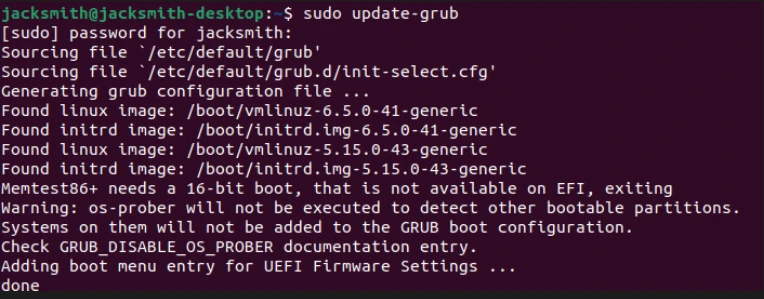 jacksmith@jacksmith-desktop:~$ sudo update-grub
[sudo] password for jacksmith:
Sourcing file `/etc/default/grub'
Sourcing file `/etc/default/grub.d/init-select.cfg'
Generating grub configuration file ...
Found linux image: /boot/vmlinuz-6.5.0-41-generic
Found initrd image: /boot/initrd.img-6.5.0-41-generic
Found linux image: /boot/vmlinuz-5.15.0-43-generic
Found initrd image: /boot/initrd.img-5.15.0-43-generic
Memtest86+ needs a 16-bit boot, that is not available on EFI, exiting
Warning: os-prober will not be executed to detect other bootable partitions.
Systems on them will not be added to the GRUB boot configuration.
Check GRUB_DISABLE_OS_PROBER documentation entry.
Adding boot menu entry for UEFI Firmware Settings ...
done